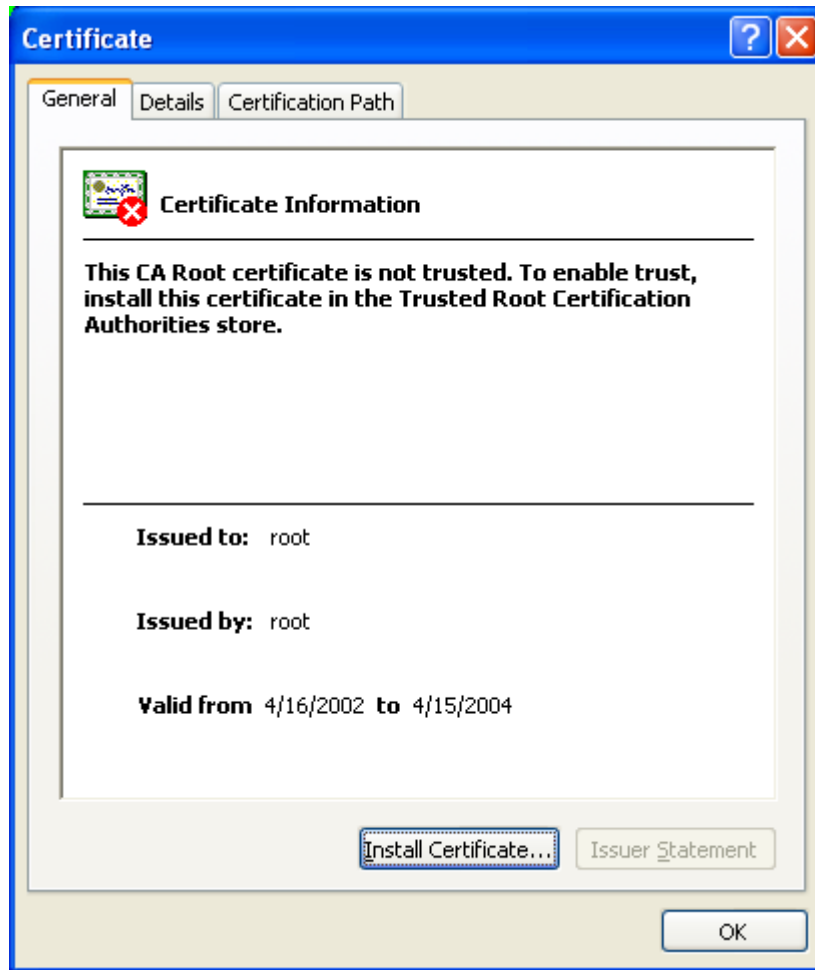 Certificate
General Details Certification Path
Certificate Information
This CA Root certificate is not trusted. To enable trust,
install this certificate in the Trusted Root Certification
Authorities store.
Issued to: root
Issued by: root
Valid from 4/16/2002 to 4/15/2004
Install Certificate... Issuer Statement
OK